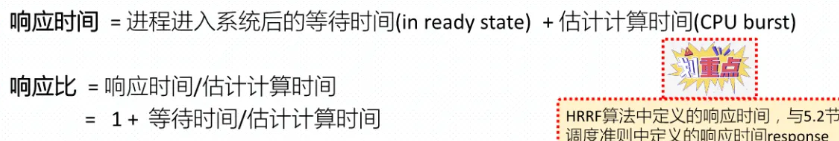 响应时间 =进程进入系统后的等待时间(in ready state) +估计计算时间(CPU burst)
响应比 =响应时间/估计计算时间
= 1+ 等待时间/估计计算时间
重点
HRRF算法中定义的响应时间，与5.2节
调度准则中定义的响应时间response